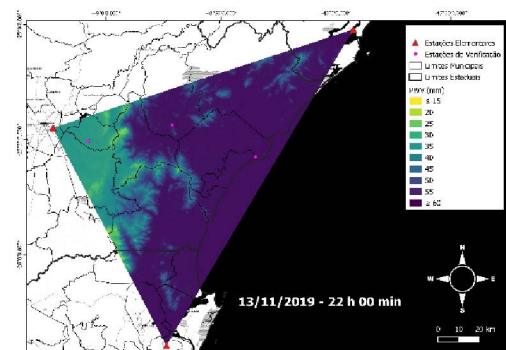 Estações Elementares
Estações de Verificação
Limites Municipais
Limites Estaduais
PWV (mm)
≤ 15
20
25
30
35
40
45
50
55
≥ 60
N
W E
S
13/11/2019 - 22 h 00 min
0 10 20 km